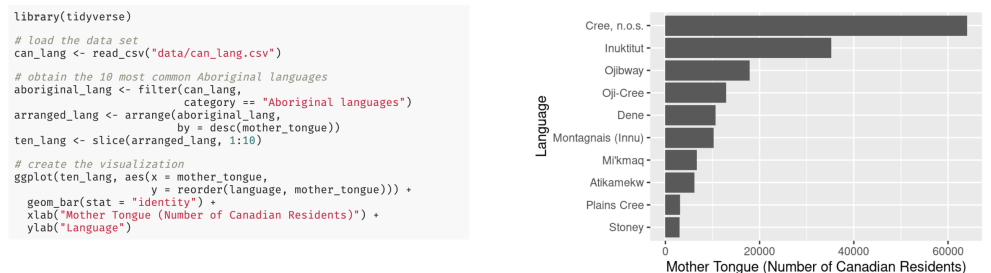 library(tidyverse)
# load the data set
can_lang <- read_csv("data/can_lang.csv")
# obtain the 10 most common Aboriginal languages
aboriginal_lang <- filter(can_lang,
category == "Aboriginal languages")
arranged_lang <- arrange(aboriginal_lang,
by = desc(mother_tongue))
ten_lang <- slice(arranged_lang, 1:10)
# create the visualization
ggplot(ten_lang, aes(x = mother_tongue,
y = reorder(language, mother_tongue))) +
geom_bar(stat = "identity") +
xlab("Mother Tongue (Number of Canadian Residents)") +
ylab("Language")
Language
Cree, n.o.s.
Inuktitut
Ojibway
Oji-Cree
Dene
Montagnais (Innu)
Mi'kmaq
Atikamekw
Plains Cree
Stoney
0 20000 40000 60000
Mother Tongue (Number of Canadian Residents)